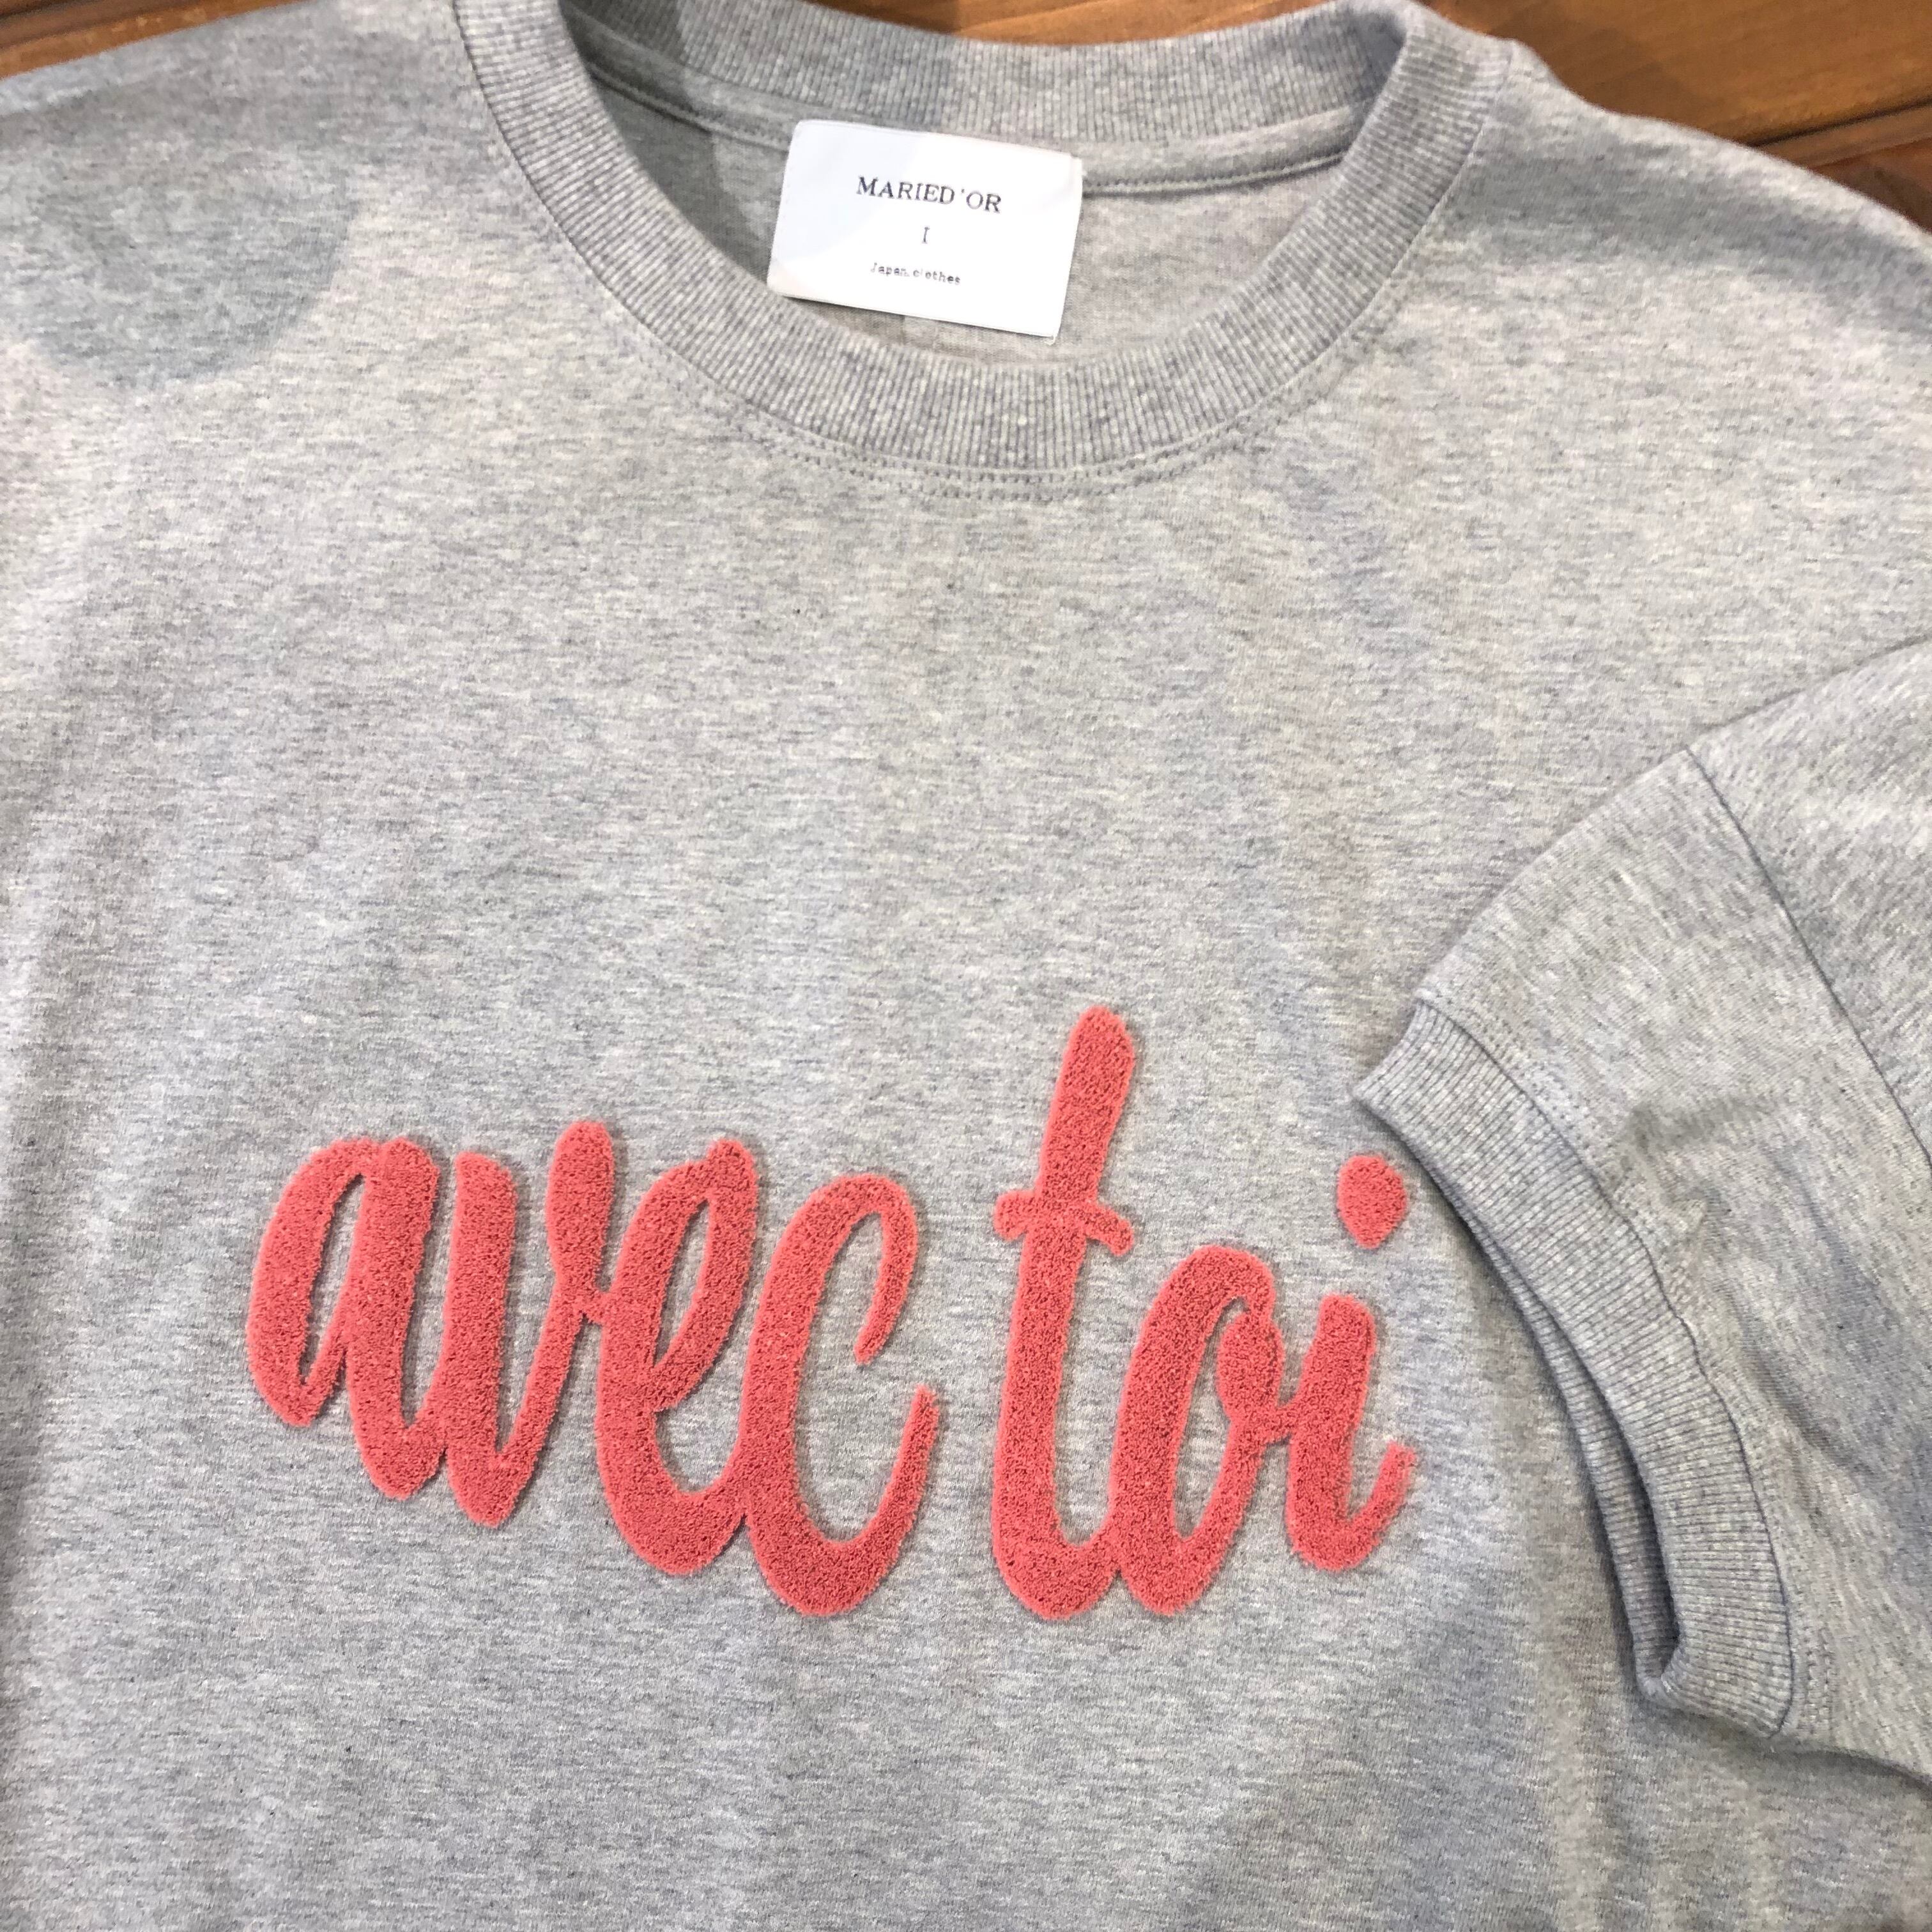 MARIED'OR
I
Japan.clothes
avec toi